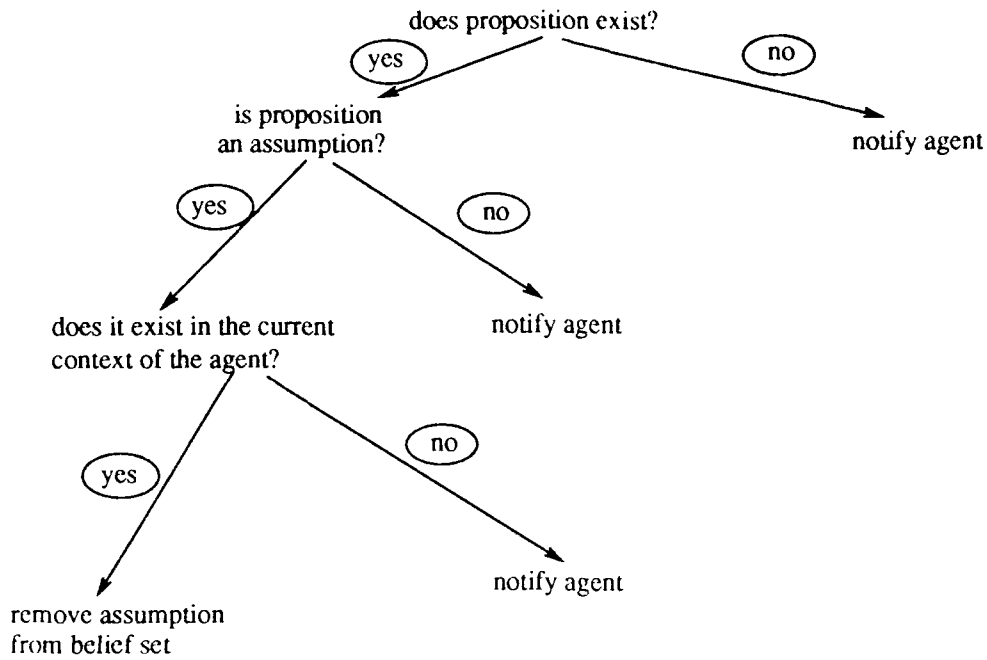 does proposition exist?
yes
no
is proposition
an assumption?
notify agent
yes
no
does it exist in the current
context of the agent?
notify agent
yes
no
remove assumption
from belief set
notify agent